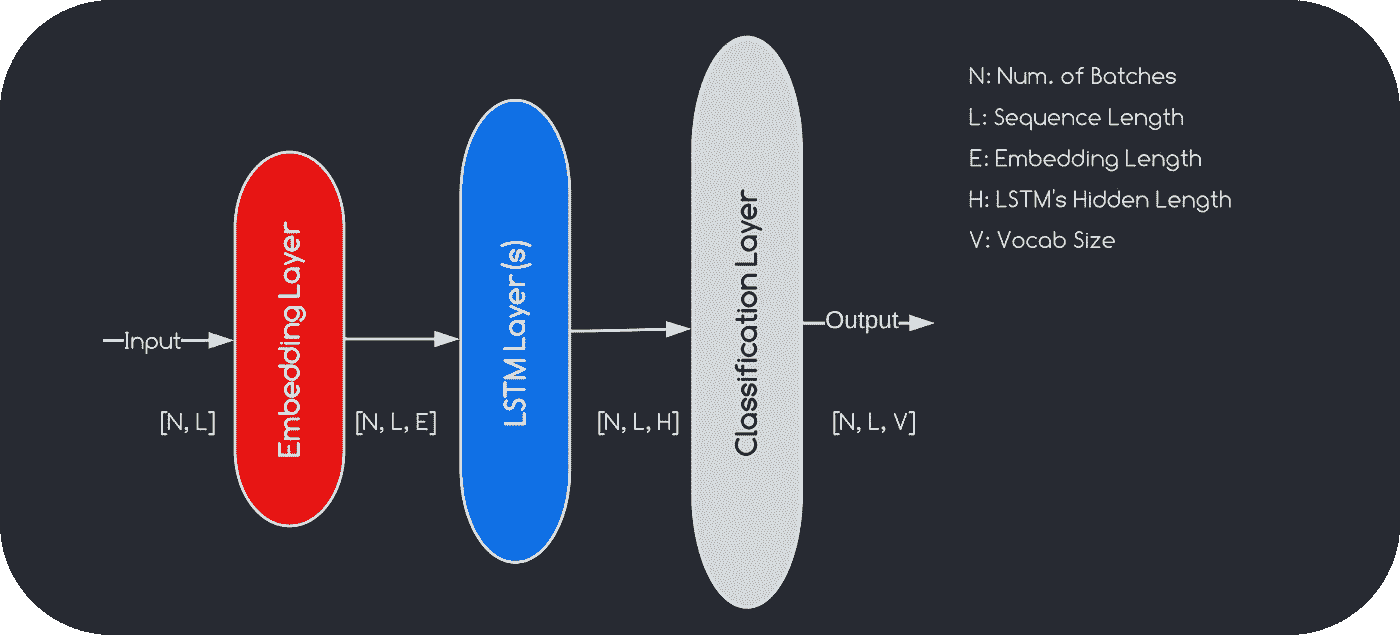 Input
[N, L]
Embedding Layer
[N, L, E]
LSTM Layer(s)
[N, L, H]
Classification Layer
Output
[N, L, V]
N: Num. of Batches
L: Sequence Length
E: Embedding Length
H: LSTM's Hidden Length
V: Vocab Size